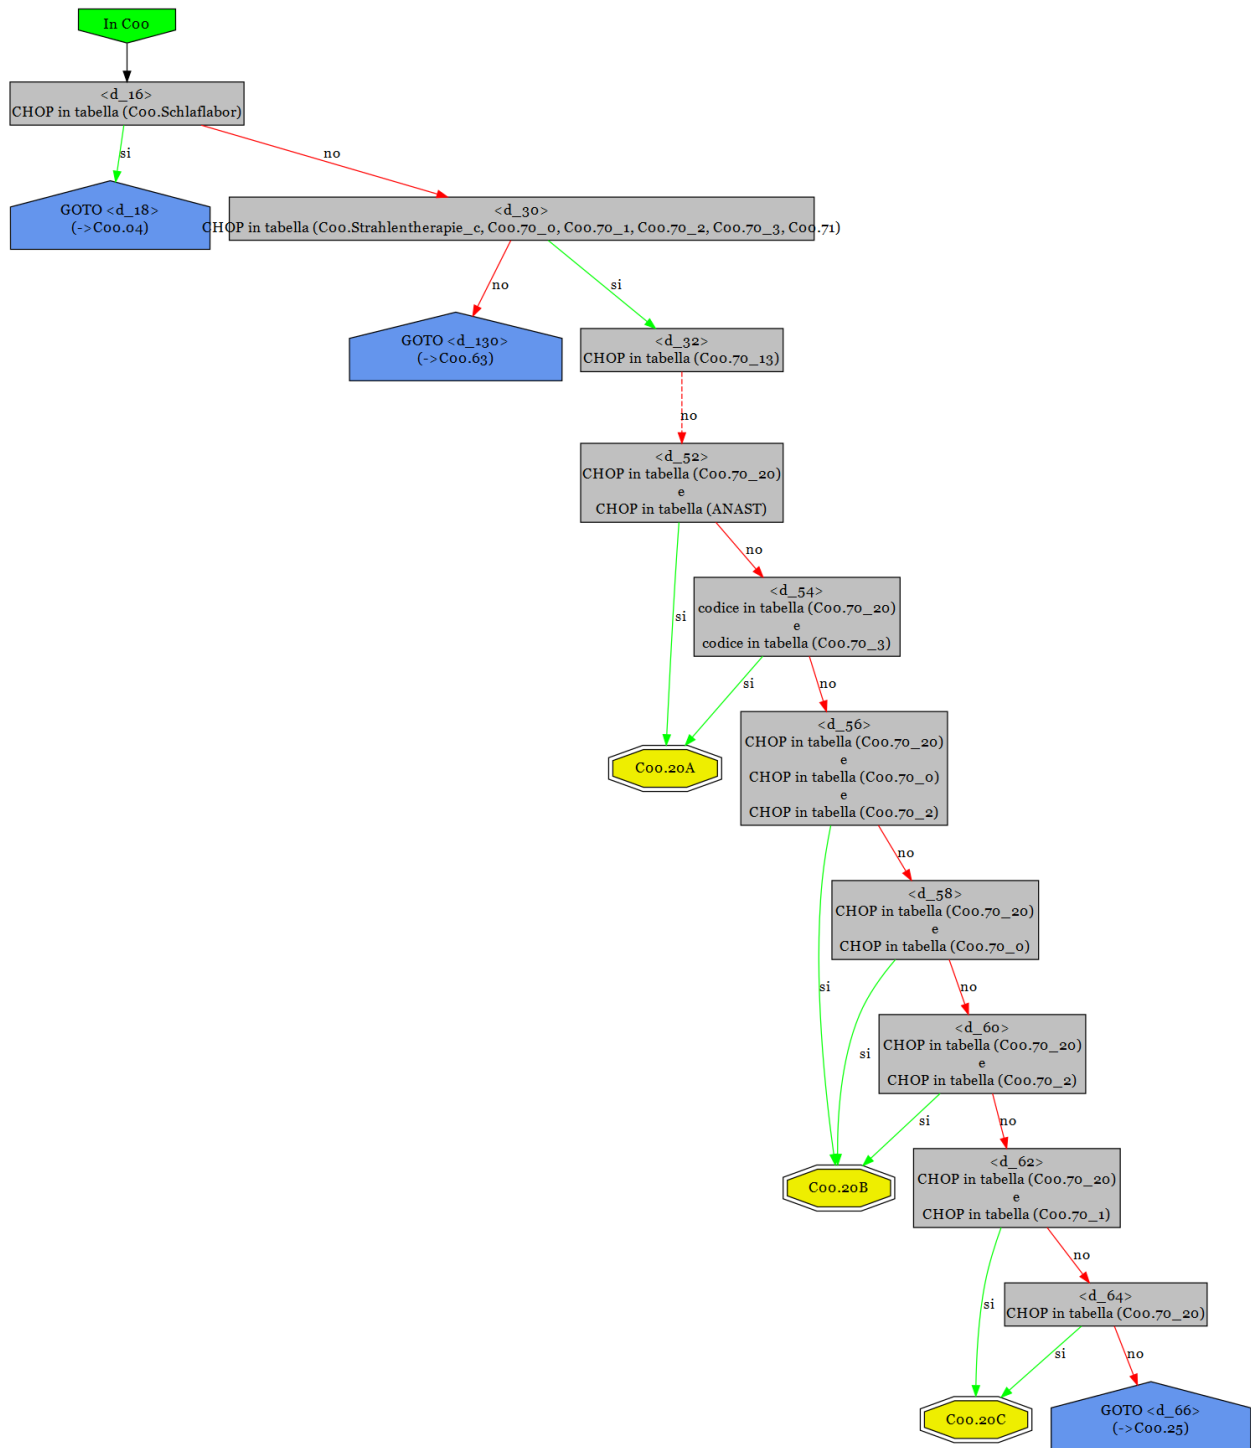 In C00
<d_16>
CHOP in tabella (C00.Schlaflabor)
si
no
GOTO <d_18>
(->C00.04)
<d_30>
CHOP in tabella (C00.Strahlentherapie_c, C00.70_0, C00.70_1, C00.70_2, C00.70_3, C00.71)
no
si
GOTO <d_130>
(->C00.63)
<d_32>
CHOP in tabella (C00.70_13)
no
<d_52>
CHOP in tabella (C00.70_20)
e
CHOP in tabella (ANAST)
si
no
<d_54>
codice in tabella (C00.70_20)
e
codice in tabella (C00.70_3)
si
no
C00.20A
<d_56>
CHOP in tabella (C00.70_20)
e
CHOP in tabella (C00.70_0)
e
CHOP in tabella (C00.70_2)
si
no
<d_58>
CHOP in tabella (C00.70_20)
e
CHOP in tabella (C00.70_0)
si
no
<d_60>
CHOP in tabella (C00.70_20)
e
CHOP in tabella (C00.70_2)
si
no
C00.20B
<d_62>
CHOP in tabella (C00.70_20)
e
CHOP in tabella (C00.70_1)
si
no
<d_64>
CHOP in tabella (C00.70_20)
si
no
C00.20C
GOTO <d_66>
(->C00.25)